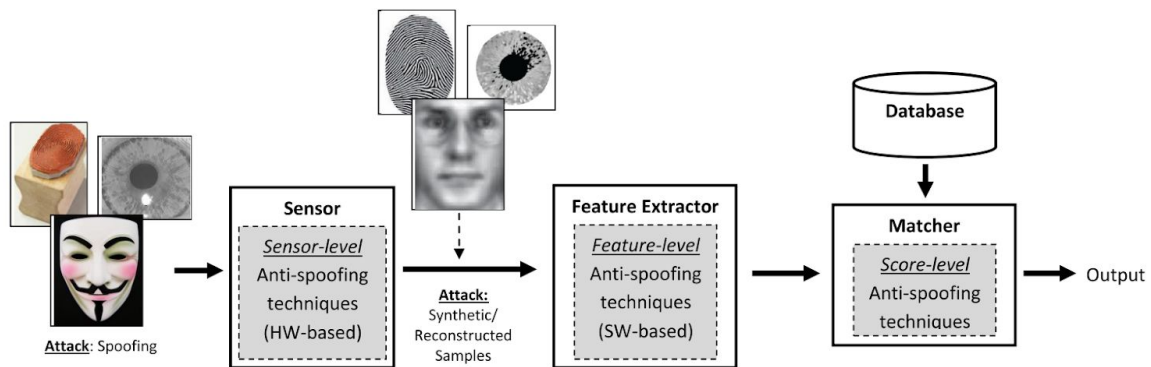 Attack: Spoofing
Sensor
Sensor-level
Anti-spoofing
techniques
(HW-based)
Attack:
Synthetic/
Reconstructed
Samples
Feature Extractor
Feature-level
Anti-spoofing
techniques
(SW-based)
Database
Matcher
Score-level
Anti-spoofing
techniques
Output